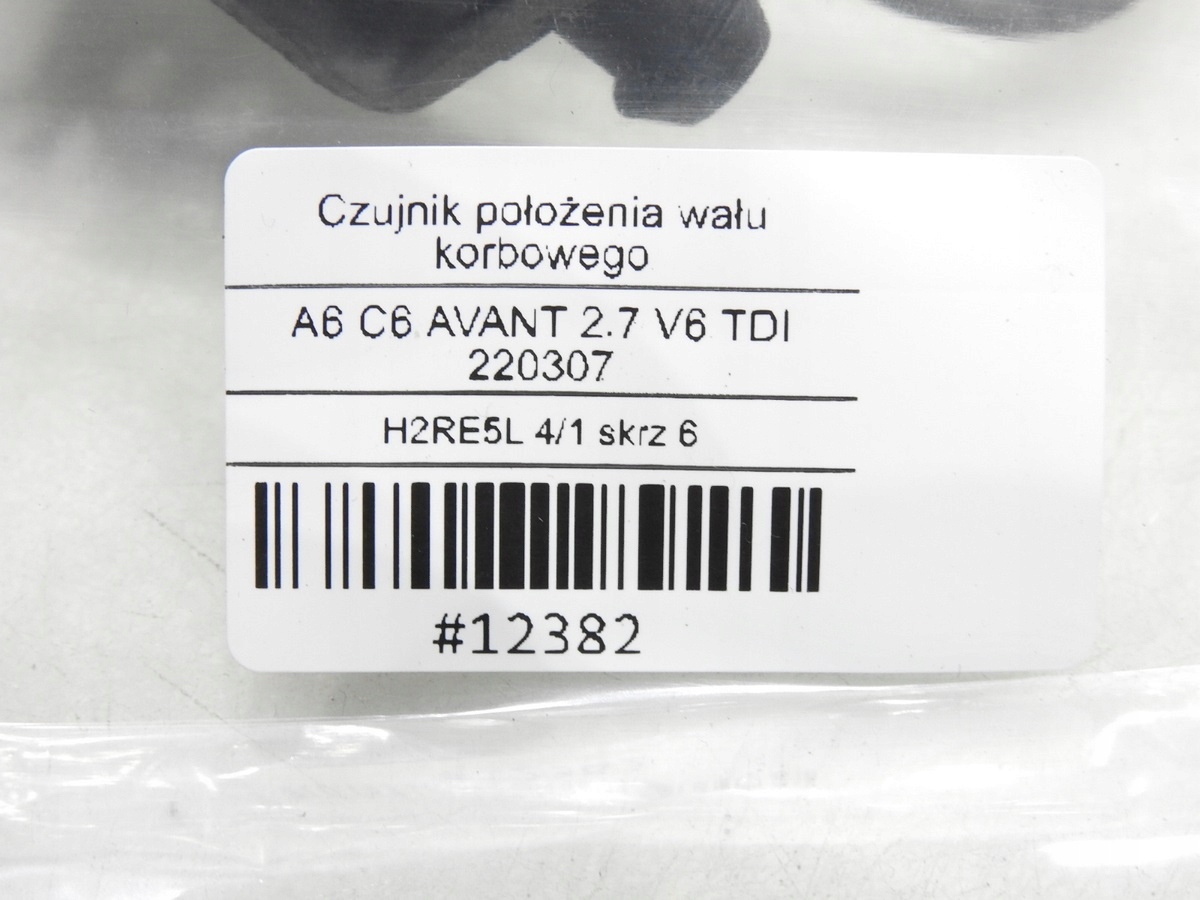 Czujnik położenia wału
korbowego
A6 C6 AVANT 2.7 V6 TDI
220307
H2RE5L 4/1 skrz 6
#12382